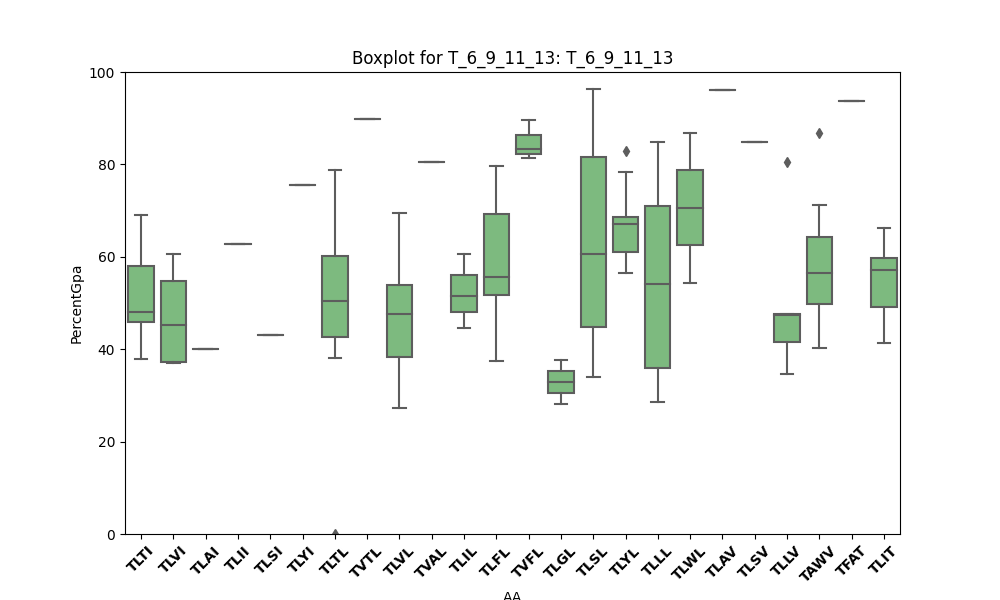 Boxplot for T_6_9_11_13: T_6_9_11_13
100
80
60
40
20
0
PercentGpa
TLTI TLVI TLAI TLII TLSI TLYI TLTL TVTL TLVL TVAL TLIL TLFL TVFL TLGL TLSL TLYL TLLL TLWL TLAV TLSV TLLV TAWV TFAT TLIT
AA